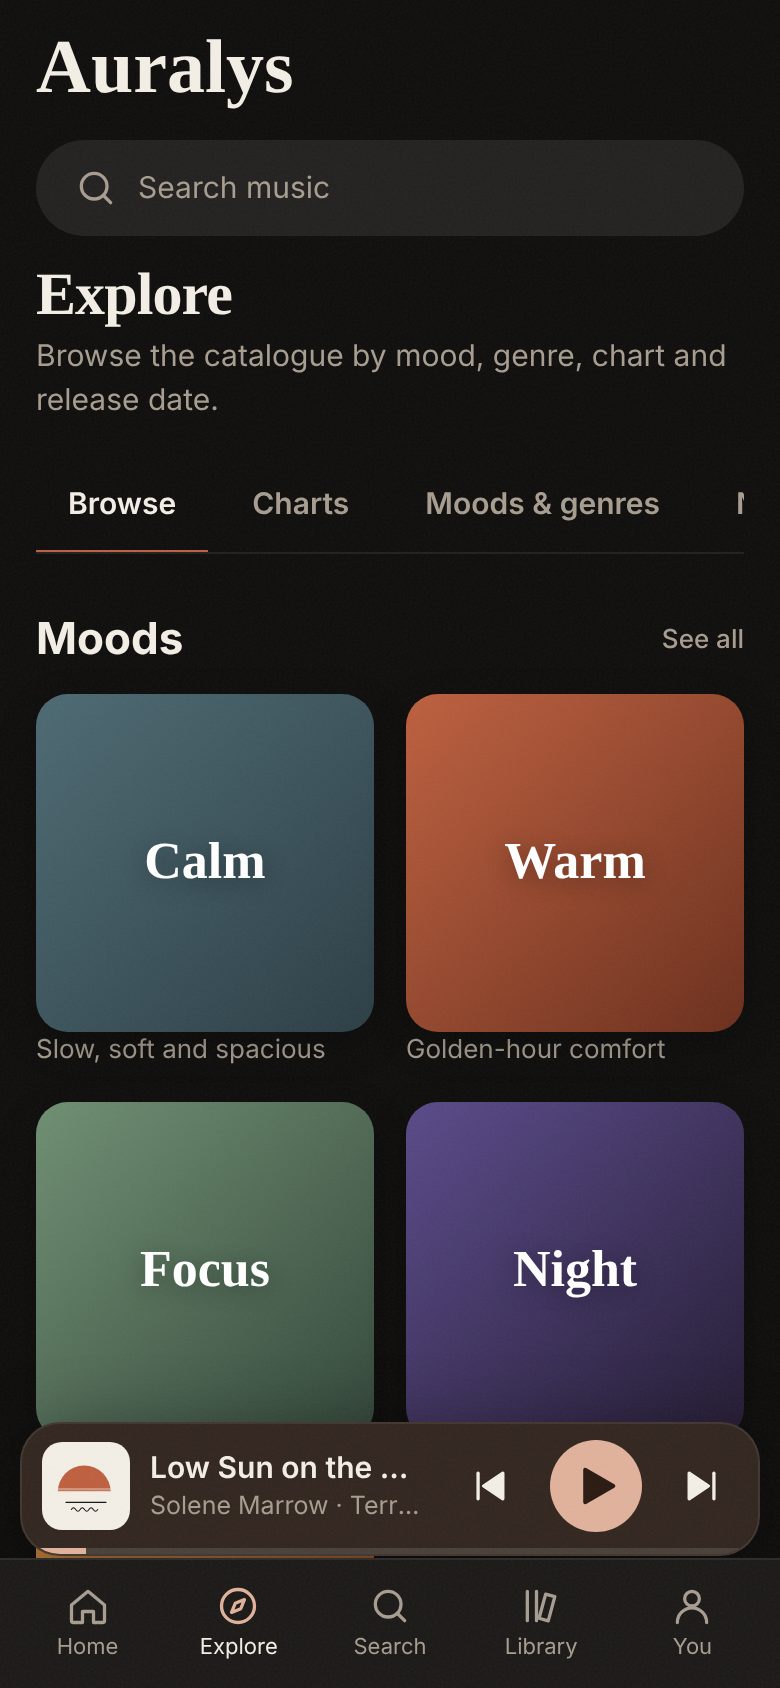 Auralys
Search music
Explore
Browse the catalogue by mood, genre, chart and
release date.
Browse Charts Moods & genres
Moods See all
Calm Warm
Slow, soft and spacious Golden-hour comfort
Focus Night
Low Sun on the ...
Solene Marrow · Terr...
Home Explore Search Library You